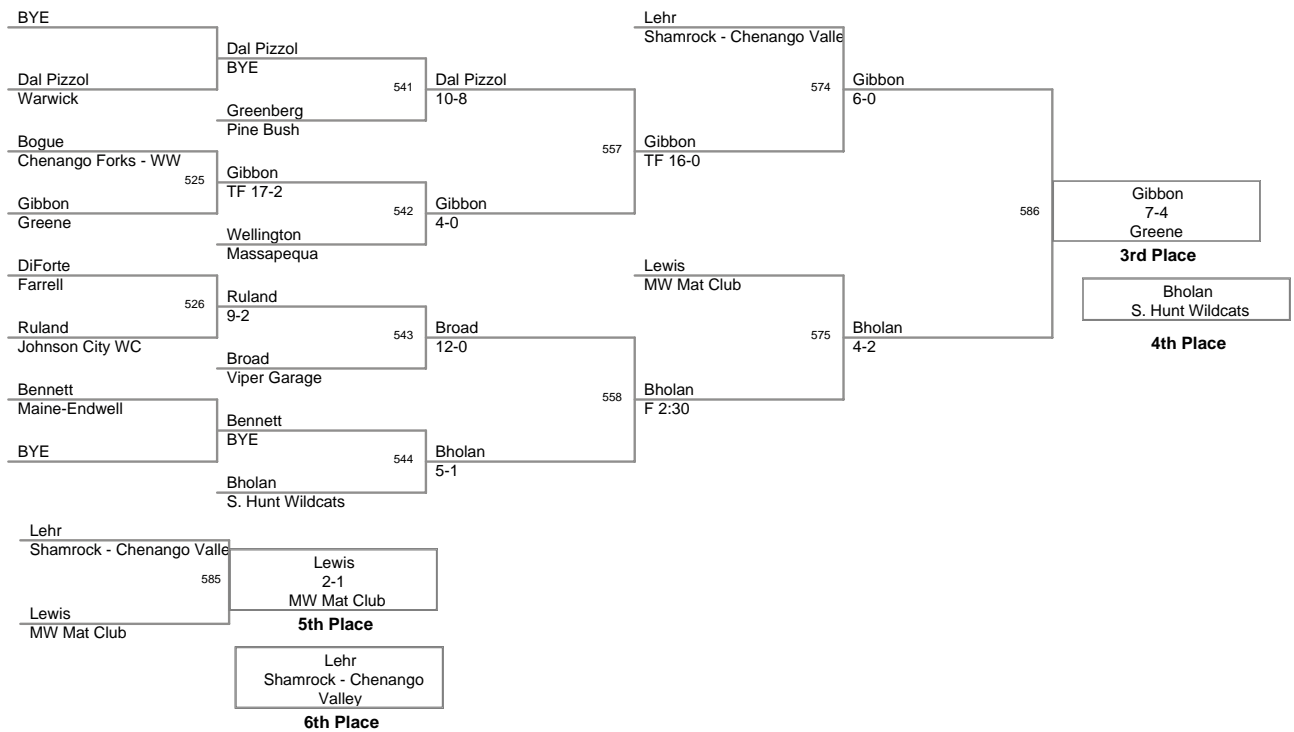 BYE
Dal Pizzol
Warwick
Bogue
Chenango Forks - WW
525
Gibbon
Greene
DiForte
Farrell
526
Ruland
Johnson City WC
Bennett
Maine-Endwell
BYE
Dal Pizzol
BYE
541
Greenberg
Pine Bush
Gibbon
TF 17-2
542
Wellington
Massapequa
Ruland
9-2
543
Broad
Viper Garage
Bennett
BYE
544
Bholan
S. Hunt Wildcats
Dal Pizzol
10-8
557
Gibbon
4-0
Broad
12-0
558
Bholan
5-1
Lehr
Shamrock - Chenango Valle
574
Gibbon
TF 16-0
Lewis
MW Mat Club
575
Bholan
F 2:30
Gibbon
6-0
586
Bholan
4-2
Gibbon
7-4
Greene
3rd Place
Bholan
S. Hunt Wildcats
4th Place
Lehr
Shamrock - Chenango Valle
585
Lewis
MW Mat Club
Lewis
2-1
MW Mat Club
5th Place
Lehr
Shamrock - Chenango
Valley
6th Place